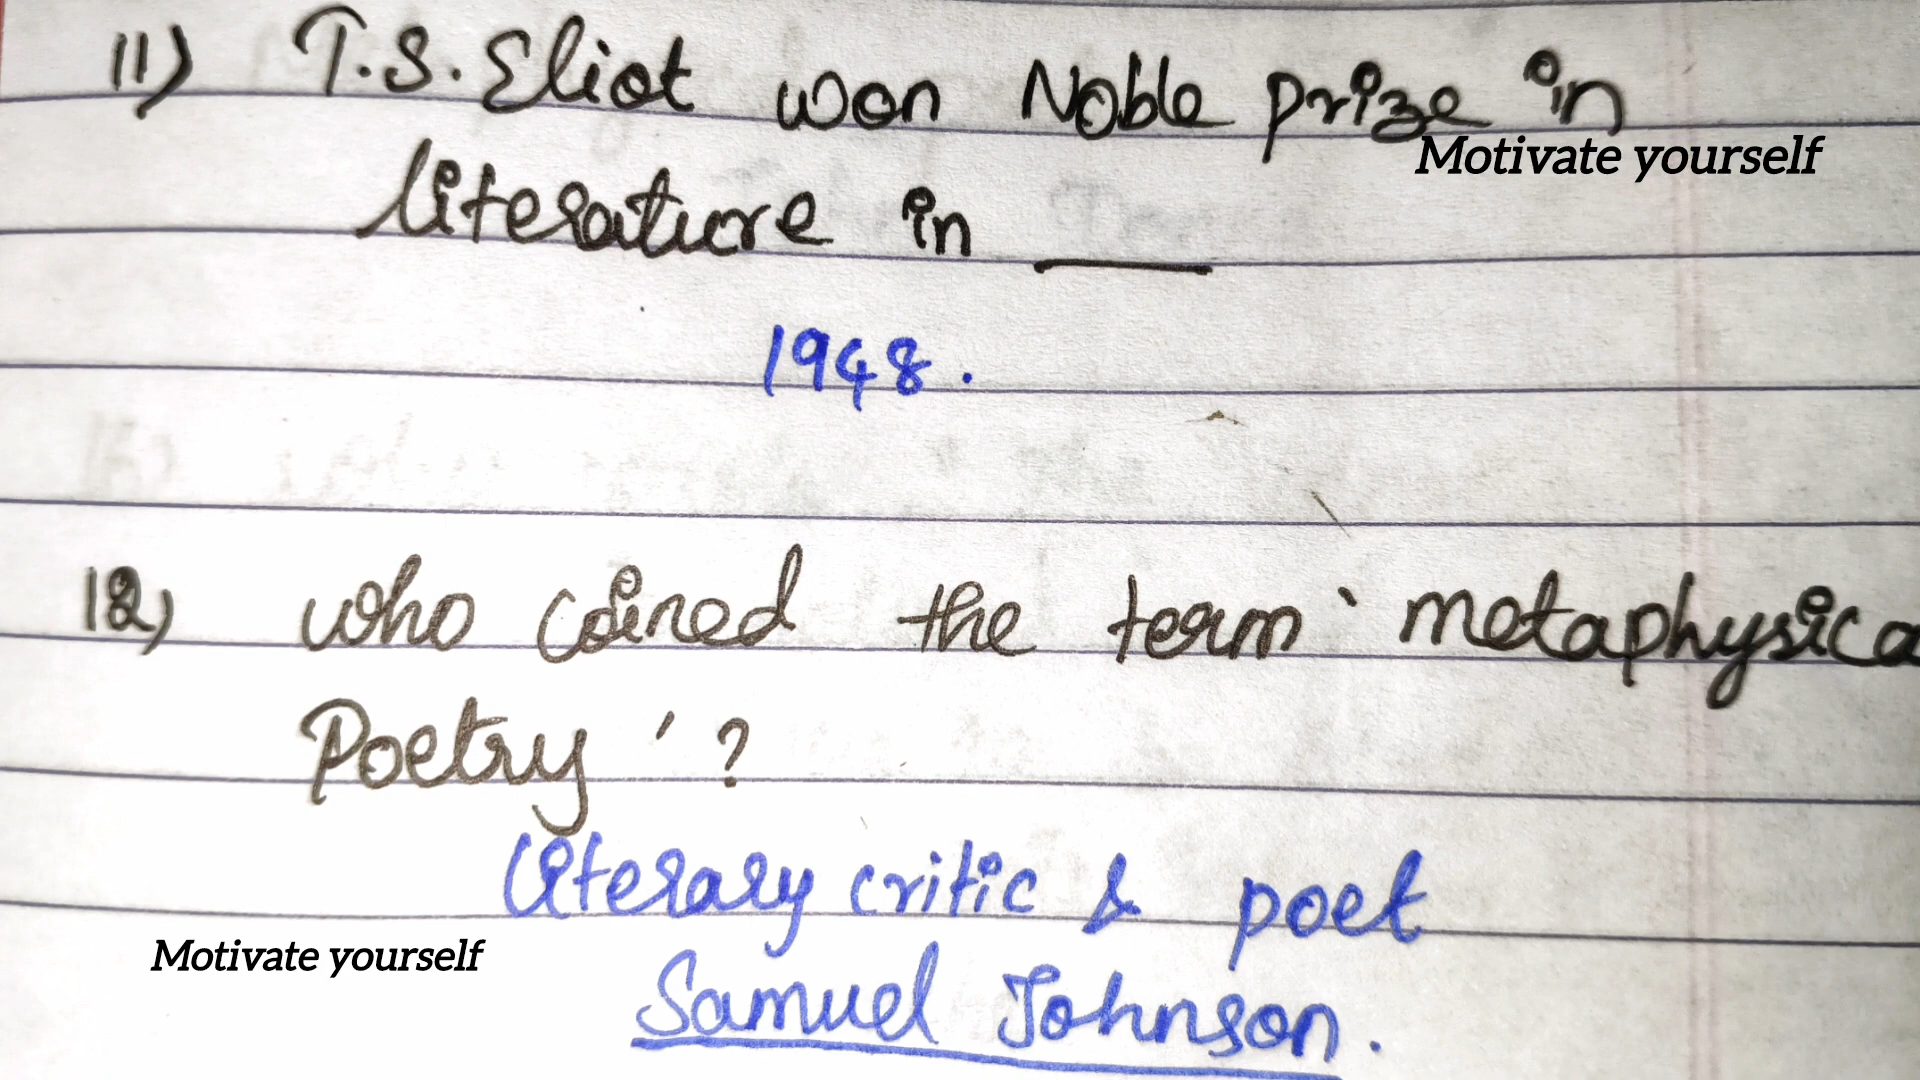 11) T.S. Eliot won Noble prize in
Motivate yourself
literature in ____
1948.
12) who coined the term ` metaphysica
Poetry ' ?
literary critic & poet
Motivate yourself
Samuel Johnson.